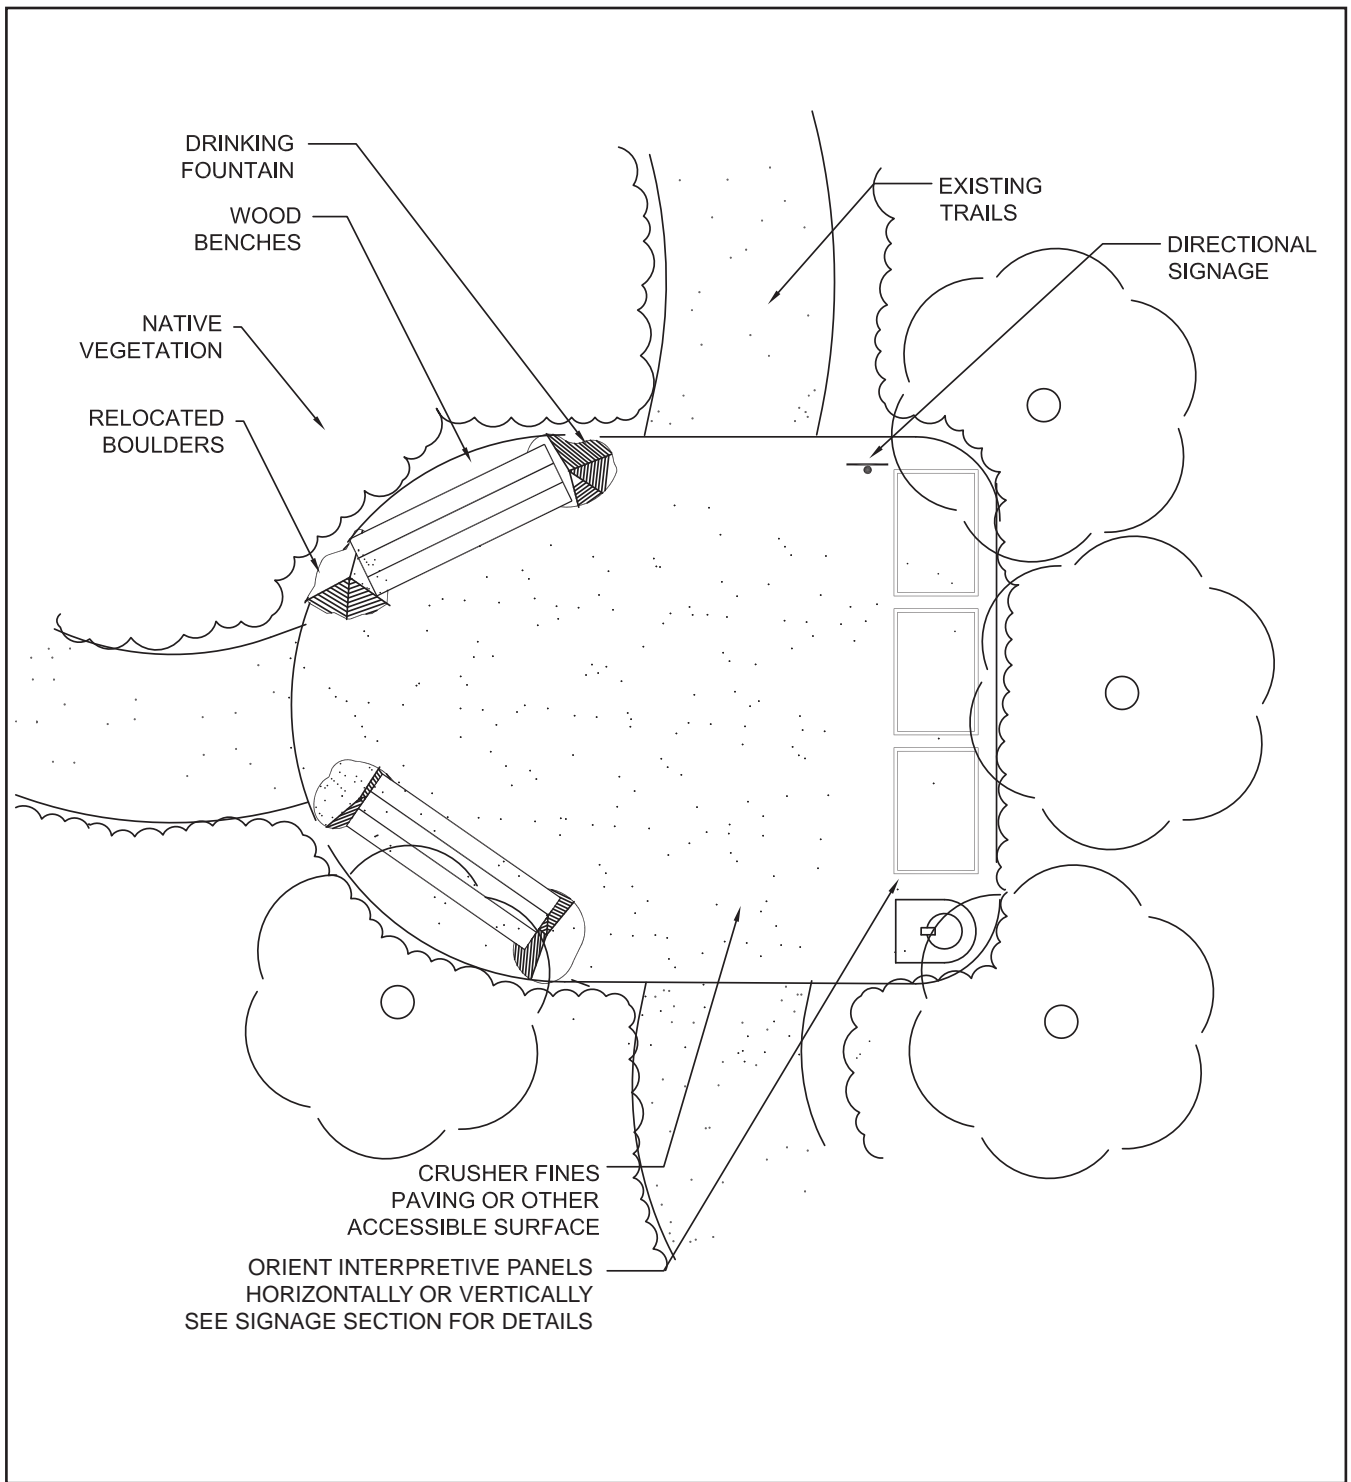 DRINKING
FOUNTAIN
WOOD
BENCHES
NATIVE
VEGETATION
RELOCATED
BOULDERS
EXISTING
TRAILS
DIRECTIONAL
SIGNAGE
CRUSHER FINES
PAVING OR OTHER
ACCESSIBLE SURFACE
ORIENT INTERPRETIVE PANELS
HORIZONTALLY OR VERTICALLY
SEE SIGNAGE SECTION FOR DETAILS